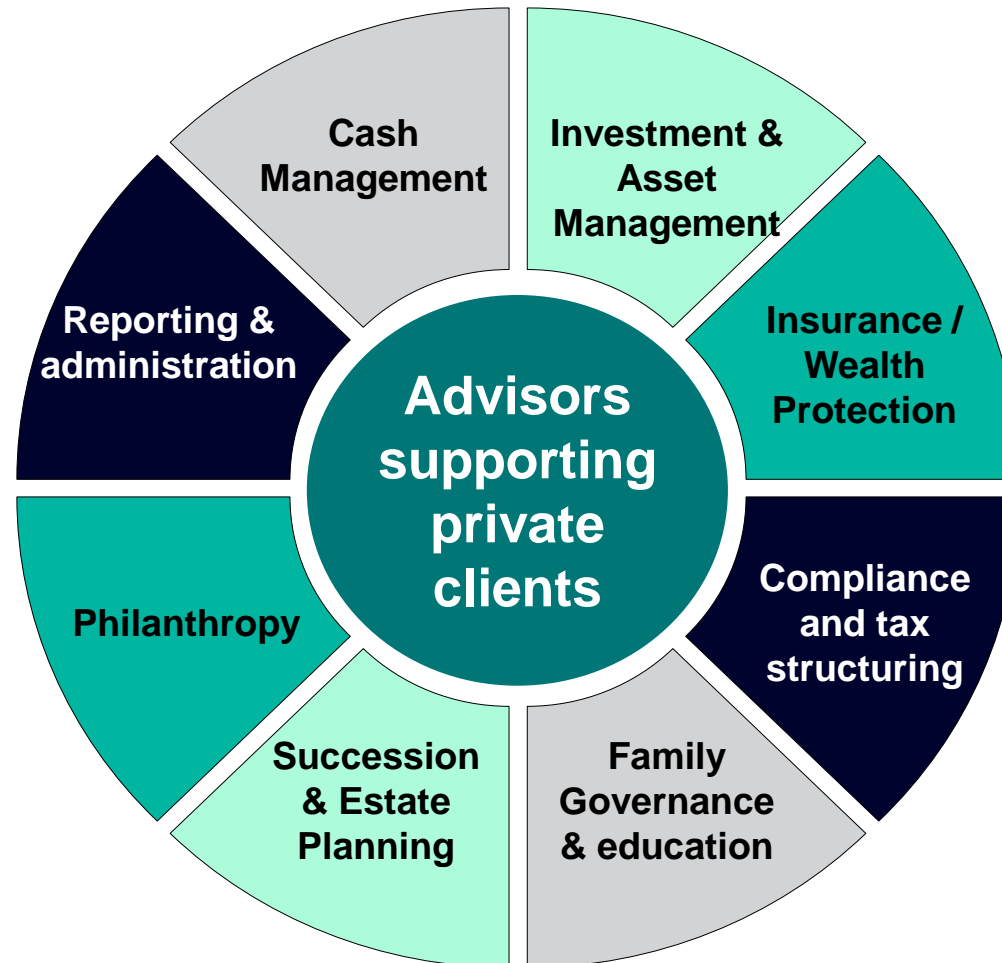 Cash
Management
Investment &
Asset
Management
Insurance /
Wealth
Protection
Compliance
and tax
structuring
Family
Governance
& education
Succession
& Estate
Planning
Philanthropy
Reporting &
administration
Advisors
supporting
private
clients